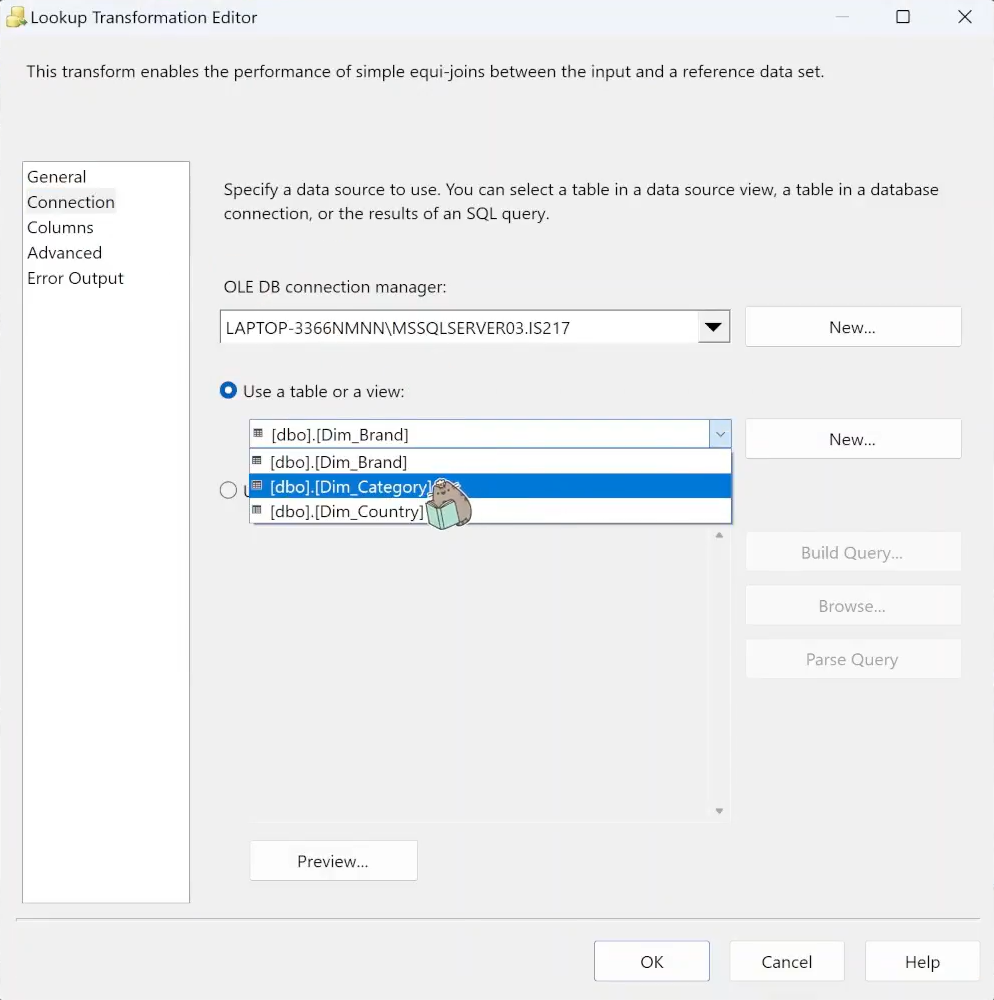 Lookup Transformation Editor
This transform enables the performance of simple equi-joins between the input and a reference data set.
General
Connection
Columns
Advanced
Error Output
Specify a data source to use. You can select a table in a data source view, a table in a database
connection, or the results of an SQL query.
OLE DB connection manager:
LAPTOP-3366NMNN\MSSQLSERVER03.IS217
New...
Use a table or a view:
[dbo].[Dim_Brand]
New...
[dbo].[Dim_Brand]
[dbo].[Dim_Category]
[dbo].[Dim_Country]
Build Query...
Browse...
Parse Query
Preview...
OK
Cancel
Help